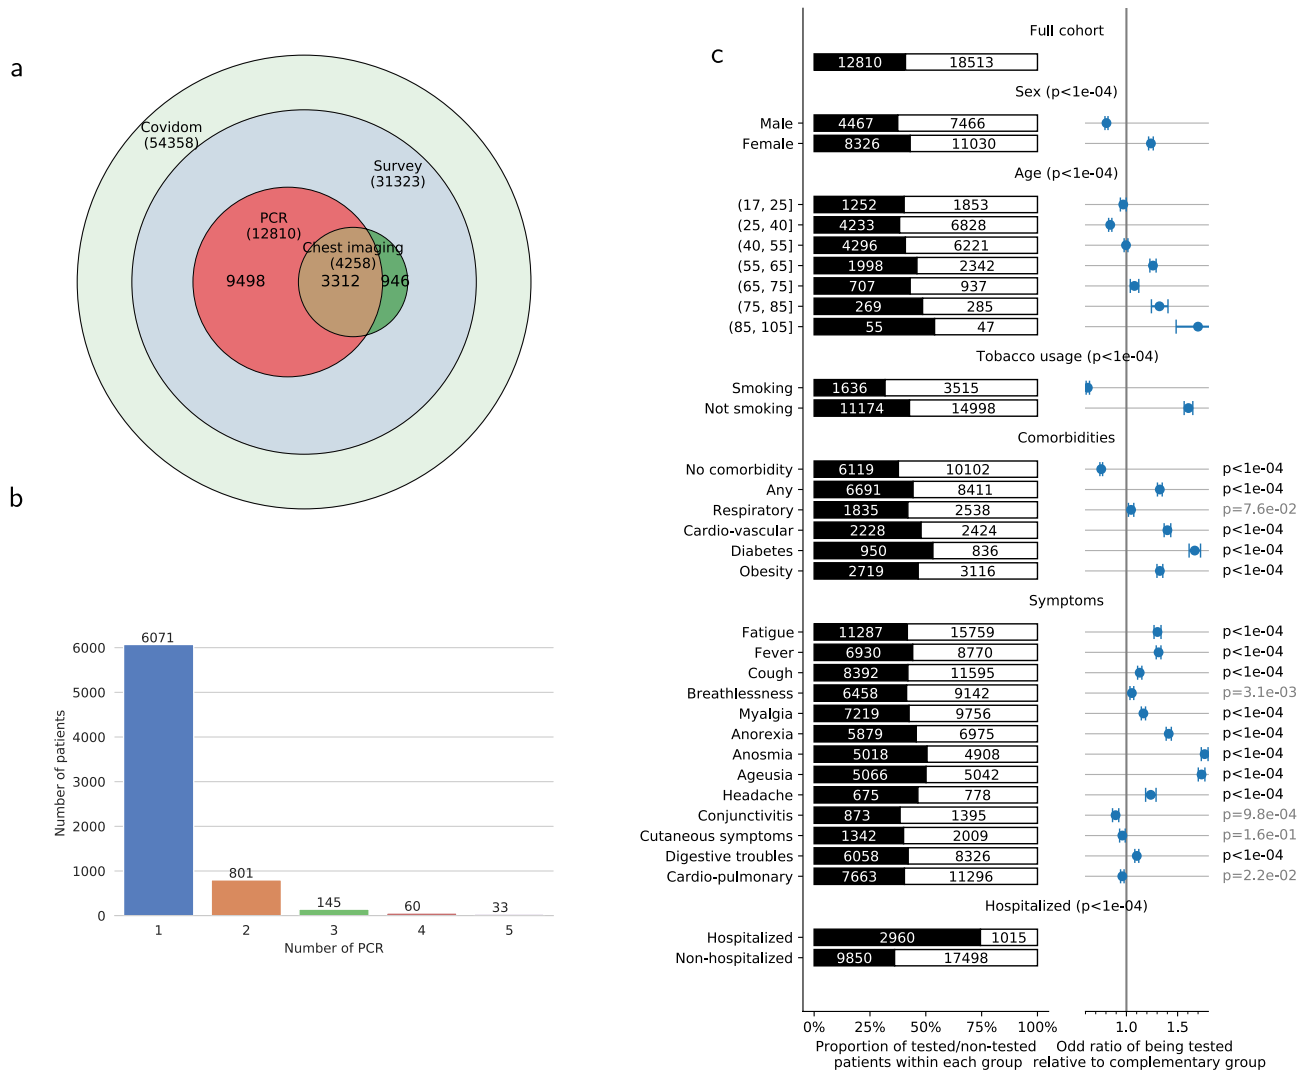 a
Covidom
(54358)
Survey
(31323)
PCR
(12810)
Chest imaging
(4258)
9498
3312
946
b
Number of patients
6000
5000
4000
3000
2000
1000
0
6071
801
145
60
33
1 2 3 4 5
Number of PCR
c
Full cohort
12810 18513
Sex (p<1e-04)
Male 4467 7466
Female 8326 11030
Age (p<1e-04)
(17, 25] 1252 1853
(25, 40] 4233 6828
(40, 55] 4296 6221
(55, 65] 1998 2342
(65, 75] 707 937
(75, 85] 269 285
(85, 105] 55 47
Tobacco usage (p<1e-04)
Smoking 1636 3515
Not smoking 11174 14998
Comorbidities
No comorbidity 6119 10102 p<1e-04
Any 6691 8411 p<1e-04
Respiratory 1835 2538 p=7.6e-02
Cardio-vascular 2228 2424 p<1e-04
Diabetes 950 836 p<1e-04
Obesity 2719 3116 p<1e-04
Symptoms
Fatigue 11287 15759 p<1e-04
Fever 6930 8770 p<1e-04
Cough 8392 11595 p<1e-04
Breathlessness 6458 9142 p=3.1e-03
Myalgia 7219 9756 p<1e-04
Anorexia 5879 6975 p<1e-04
Anosmia 5018 4908 p<1e-04
Ageusia 5066 5042 p<1e-04
Headache 675 778 p<1e-04
Conjunctivitis 873 1395 p=9.8e-04
Cutaneous symptoms 1342 2009 p=1.6e-01
Digestive troubles 6058 8326 p<1e-04
Cardio-pulmonary 7663 11296 p=2.2e-02
Hospitalized (p<1e-04)
Hospitalized 2960 1015
Non-hospitalized 9850 17498
0% 25% 50% 75% 100%
Proportion of tested/non-tested
patients within each group
1.0 1.5
Odd ratio of being tested
relative to complementary group